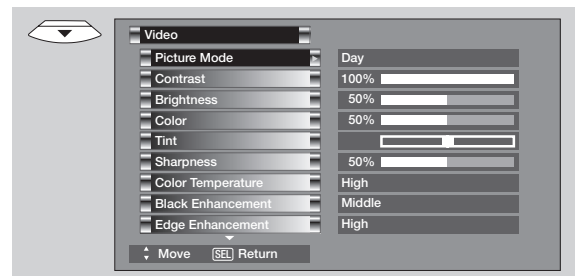 Video
Picture Mode Day
Contrast 100%
Brightness 50%
Color 50%
Tint
Sharpness 50%
Color Temperature High
Black Enhancement Middle
Edge Enhancement High
Move SEL Return